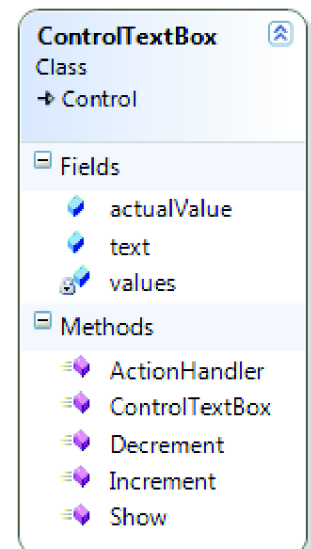 ControlTextBox
Class
Control
Fields
actualValue
text
values
Methods
ActionHandler
ControlTextBox
Decrement
Increment
Show